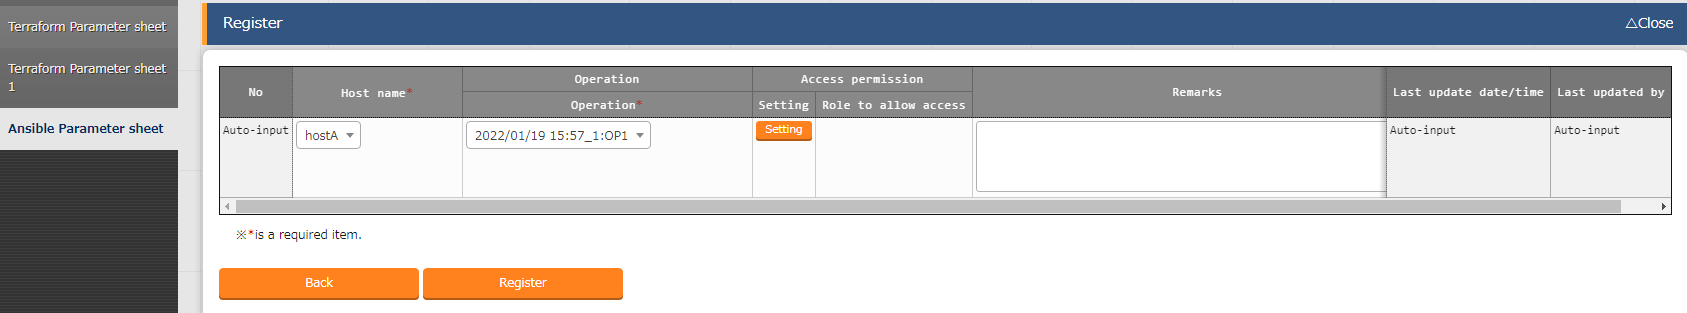 Terraform Parameter sheet
Terraform Parameter sheet
1
Ansible Parameter sheet
Register
△Close
No
Host name*
Operation
Operation*
Access permission
Setting
Role to allow access
Remarks
Last update date/time
Last updated by
Auto-input
hostA
2022/01/19 15:57_1:OP1
Setting
Auto-input
Auto-input
※*is a required item.
Back
Register